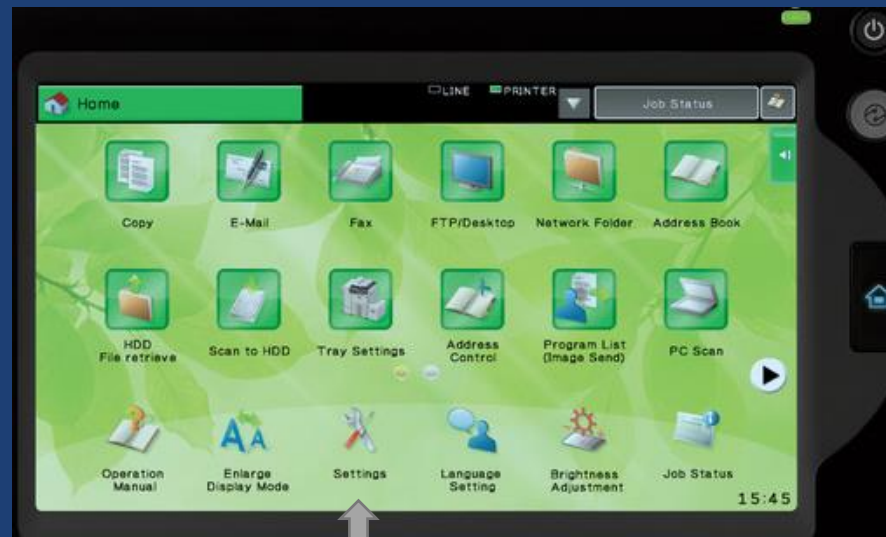 Home
LINE
PRINTER
Job Status
Copy
E-Mail
Fax
FTP/Desktop
Network Folder
Address Book
HDD
File retrieve
Scan to HDD
Tray Settings
Address
Control
Program List
(Image Send)
PC Scan
Operation
Manual
Enlarge
Display Mode
Settings
Language
Setting
Brightness
Adjustment
Job Status
15:45